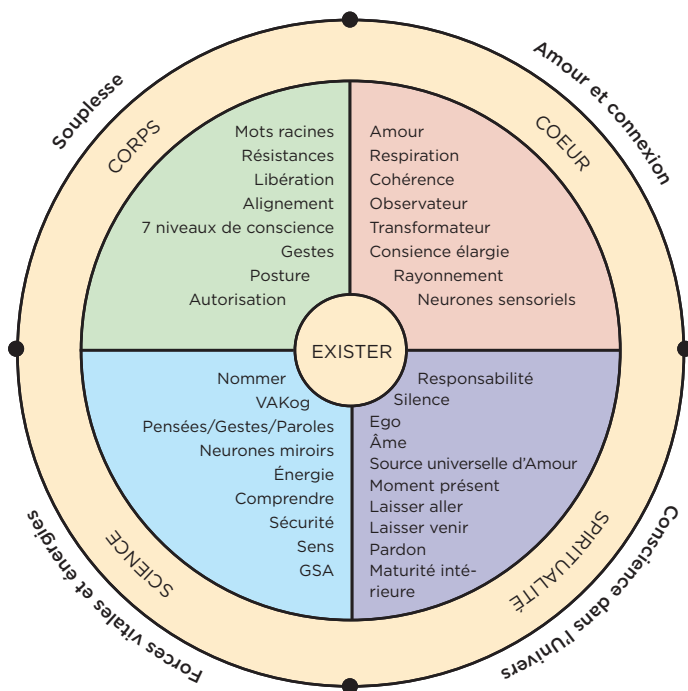 Souplesse
CORPS
Mots racines
Résistances
Libération
Alignement
7 niveaux de conscience
Gestes
Posture
Autorisation
Amour et connexion
COEUR
Amour
Respiration
Cohérence
Observateur
Transformateur
Consience élargie
Rayonnement
Neurones sensoriels
EXISTER
Nommer
VAKog
Pensées/Gestes/Paroles
Neurones miroirs
Énergie
Comprendre
Sécurité
Sens
GSA
SCIENCE
Forces vitales et énergies
Responsabilité
Silence
Ego
Âme
Source universelle d'Amour
Moment présent
Laisser aller
Laisser venir
Pardon
Maturité inté-
rieure
SPIRITUALITÉ
Conscience dans l'Univers